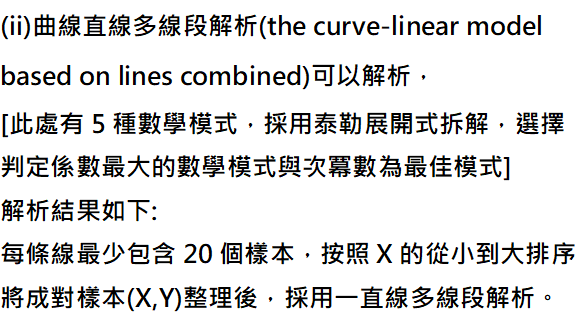 (ii)曲線直線多線段解析(the curve-linear model
based on lines combined)可以解析，
[此處有 5 種數學模式，採用泰勒展開式拆解，選擇
判定係數最大的數學模式與次冪數為最佳模式]
解析結果如下:
每條線最少包含 20 個樣本，按照 X 的從小到大排序
將成對樣本(X,Y)整理後，採用一直線多線段解析。